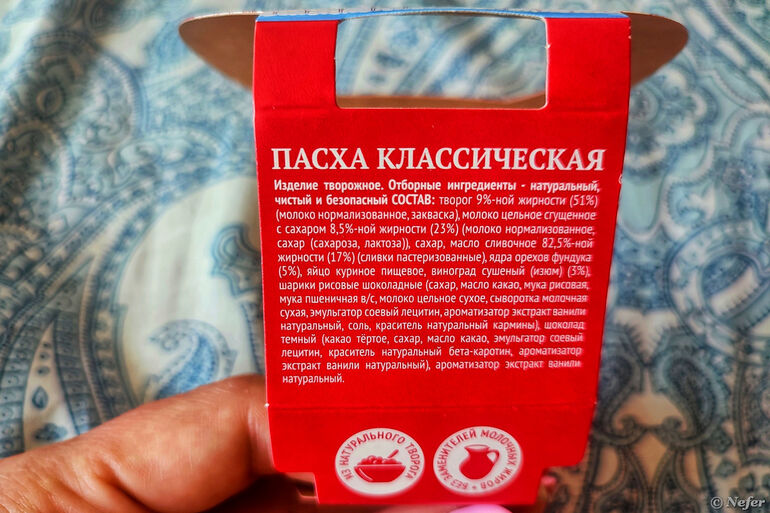 ПАСХА КЛАССИЧЕСКАЯ
Изделие творожное. Отборные ингредиенты - натуральный,
чистый и безопасный СОСТАВ: творог 9%-ной жирности (51%)
(молоко нормализованное, закваска), молоко цельное сгущенное
с сахаром 8,5%-ной жирности (23%) (молоко нормализованное,
сахар (сахароза, лактоза)), сахар, масло сливочное 82,5%-ной
жирности (17%) (сливки пастеризованные), ядра орехов фундука
(5%), яйцо куриное пищевое, виноград сушеный (изюм) (3%),
шарики рисовые шоколадные (сахар, масло какао, мука рисовая,
мука пшеничная в/с, молоко цельное сухое, сыворотка молочная
сухая, эмульгатор соевый лецитин, ароматизатор экстракт ванили
натуральный, соль, краситель натуральный кармины), шоколад
темный (какао тёртое, сахар, масло какао, эмульгатор соевый
лецитин, краситель натуральный бета-каротин, ароматизатор
экстракт ванили натуральный), ароматизатор экстракт ванили
натуральный.
ИЗ НАТУРАЛЬНОГО ТВОРОГА
БЕЗ ЗАМЕНИТЕЛЕЙ МОЛОЧНЫХ ЖИРОВ
© Nefer